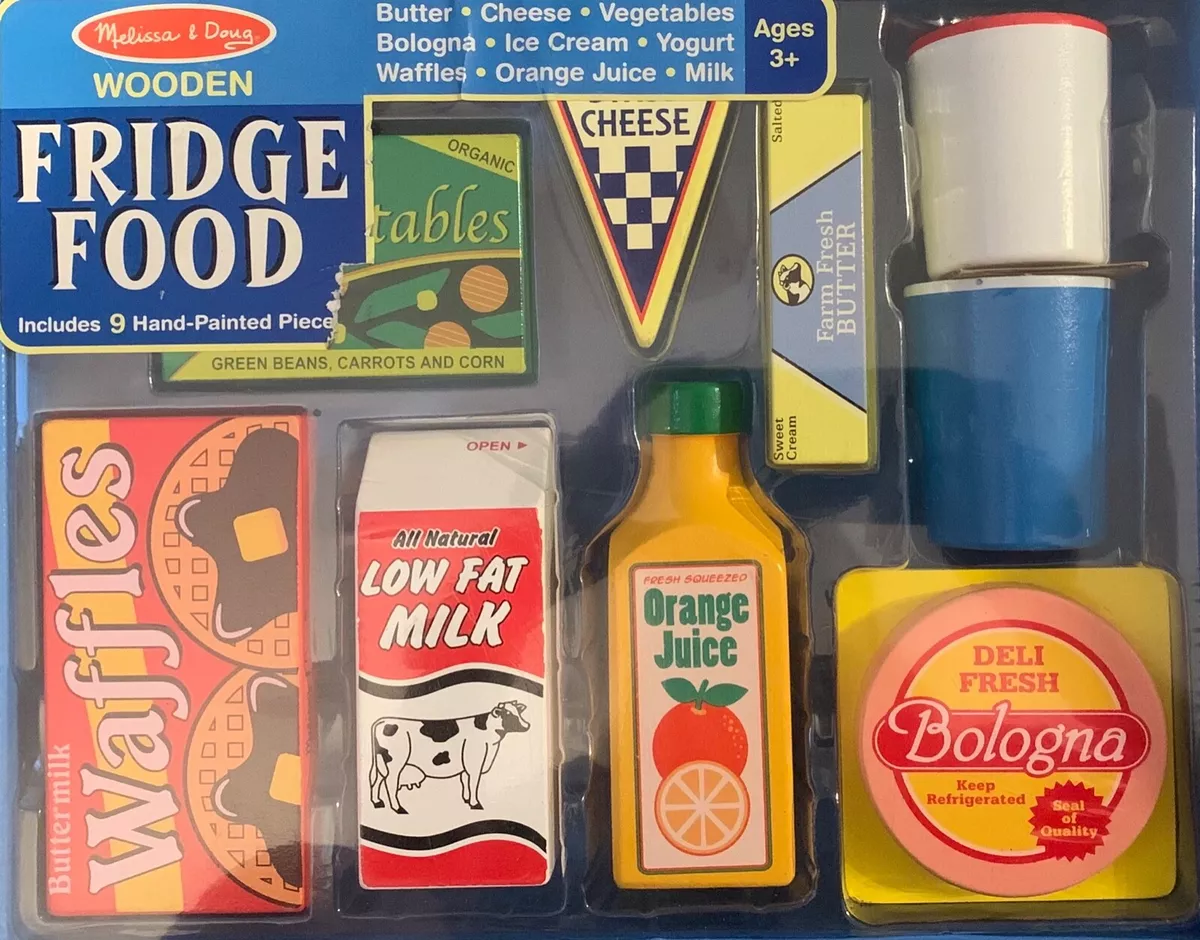 Melissa & Doug
WOODEN
FRIDGE
FOOD
Includes 9 Hand-Painted Piece
Butter • Cheese • Vegetables
Bologna • Ice Cream • Yogurt
Waffles • Orange Juice • Milk
Ages
3+
ORGANIC
tables
GREEN BEANS, CARROTS AND CORN
CHEESE
Salted
Farm Fresh
BUTTER
Sweet
Cream
Buttermilk
Waffles
OPEN ▶
All Natural
LOW FAT
MILK
FRESH SQUEEZED
Orange
Juice
DELI
FRESH
Bologna
Keep
Refrigerated
Seal
of
Quality